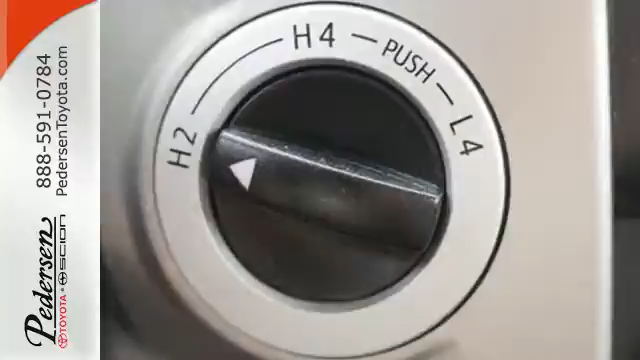 888-591-0784
PedersenToyota.com
Pedersen
TOYOTA SCION
H2 H4 PUSH L4